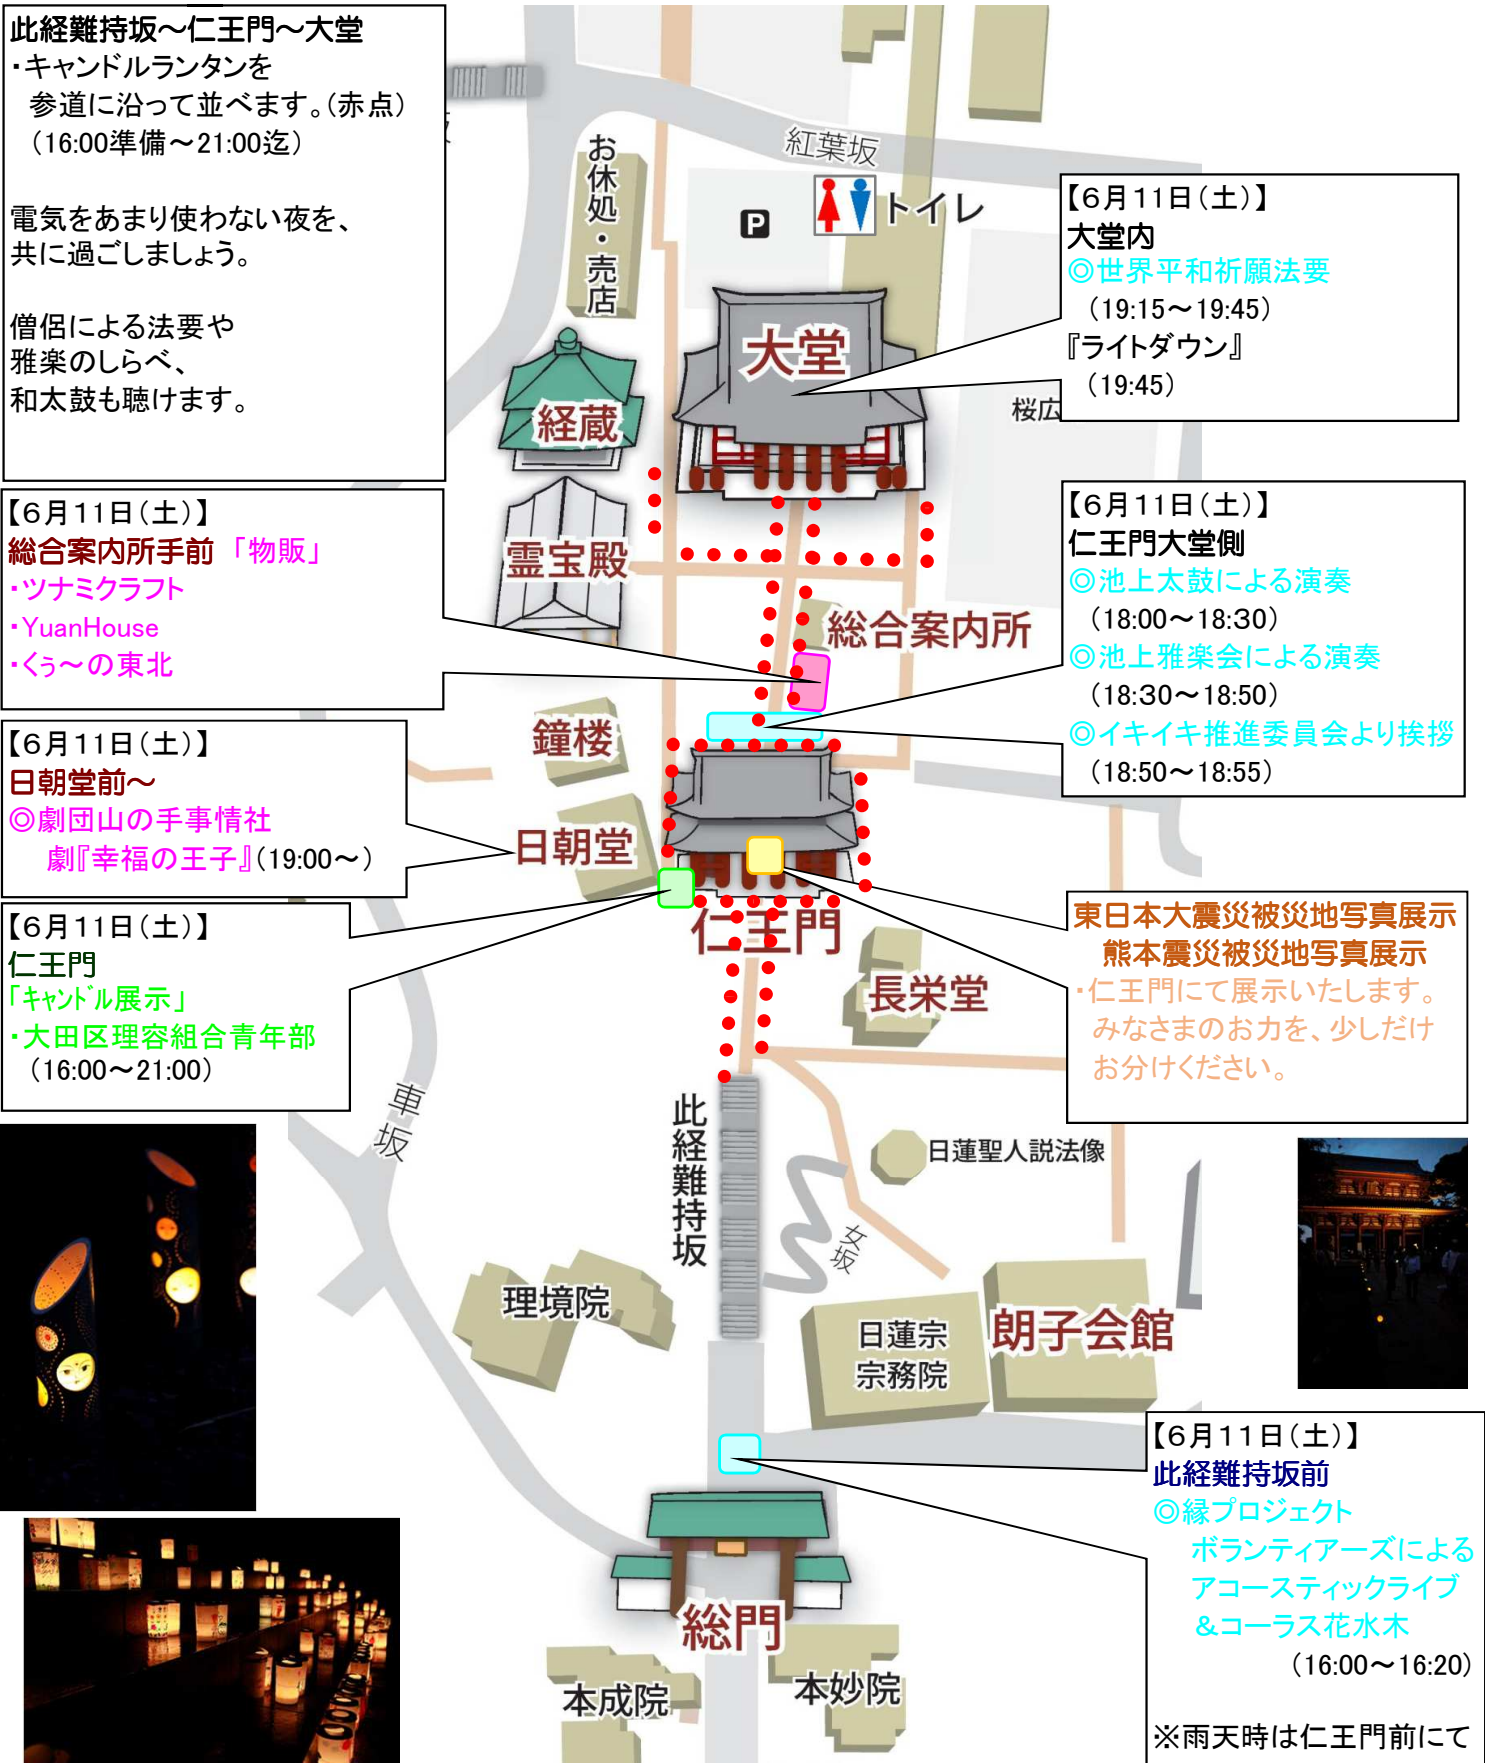 此経難持坂～仁王門～大堂
・キャンドルランタンを
参道に沿って並べます。(赤点)
(16:00準備～21:00迄)
電気をあまり使わない夜を、
共に過ごしましょう。
僧侶による法要や
雅楽のしらべ、
和太鼓も聴けます。
【6月11日(土)】
総合案内所手前 「物販」
・ツナミクラフト
・YuanHouse
・くぅ～の東北
【6月11日(土)】
日朝堂前～
◎劇団山の手事情社
劇『幸福の王子』(19:00～)
【6月11日(土)】
仁王門
「キャンドル展示」
・大田区理容組合青年部
(16:00～21:00)
【6月11日(土)】
大堂内
◎世界平和祈願法要
(19:15～19:45)
『ライトダウン』
(19:45)
【6月11日(土)】
仁王門大堂側
◎池上太鼓による演奏
(18:00～18:30)
◎池上雅楽会による演奏
(18:30～18:50)
◎イキイキ推進委員会より挨拶
(18:50～18:55)
東日本大震災被災地写真展示
熊本震災被災地写真展示
・仁王門にて展示いたします。
みなさまのお力を、少しだけ
お分けください。
【6月11日(土)】
此経難持坂前
◎縁プロジェクト
ボランティアーズによる
アコースティックライブ
&コーラス花水木
(16:00～16:20)
※雨天時は仁王門前にて
紅葉坂
お休処・売店
P
トイレ
大堂
経蔵
桜広
霊宝殿
総合案内所
鐘楼
日朝堂
仁王門
長栄堂
車坂
此経難持坂
日蓮聖人説法像
女坂
理境院
日蓮宗
宗務院
朗子会館
総門
本成院
本妙院